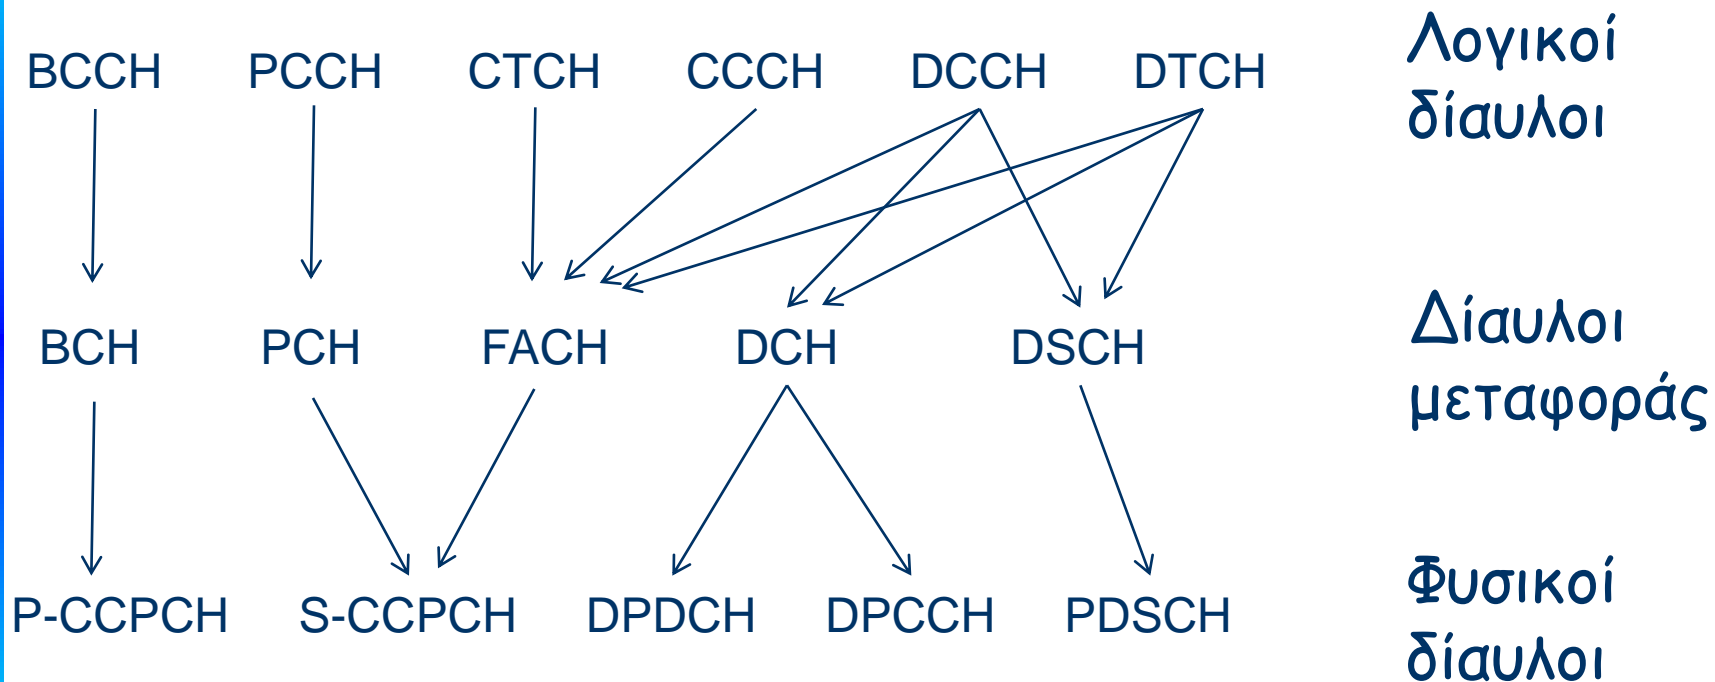 BCCH PCCH CTCH CCCH DCCH DTCH
Λογικοί
δίαυλοι
BCH PCH FACH DCH DSCH
Δίαυλοι
μεταφοράς
P-CCPCH S-CCPCH DPDCH DPCCH PDSCH
Φυσικοί
δίαυλοι